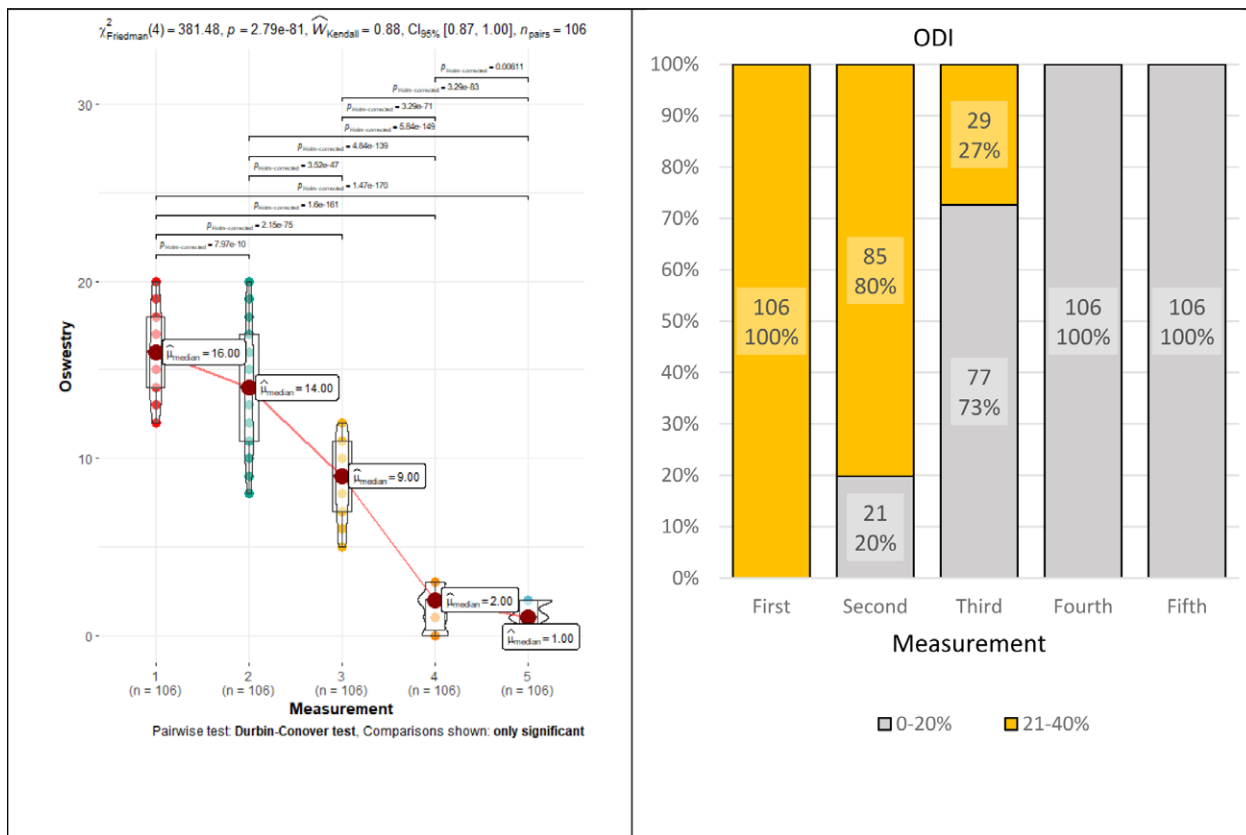 χ²Friedman(4) = 381.48, p = 2.79e-81, ŴKendall = 0.88, CI95% [0.87, 1.00], npairs = 106
pHolm-corrected = 0.00611
pHolm-corrected = 3.29e-83
pHolm-corrected = 3.29e-71
pHolm-corrected = 5.84e-149
pHolm-corrected = 4.84e-139
pHolm-corrected = 3.52e-47
pHolm-corrected = 1.47e-170
pHolm-corrected = 1.6e-161
pHolm-corrected = 2.15e-75
pHolm-corrected = 7.97e-10
30
20
10
0
Oswestry
μ̂median = 16.00
μ̂median = 14.00
μ̂median = 9.00
μ̂median = 2.00
μ̂median = 1.00
1 2 3 4 5
(n = 106) (n = 106) (n = 106) (n = 106) (n = 106)
Measurement
Pairwise test: Durbin-Conover test, Comparisons shown: only significant
ODI
100%
90%
80%
70%
60%
50%
40%
30%
20%
10%
0%
106
100%
85
80%
21
20%
29
27%
77
73%
106
100%
106
100%
First Second Third Fourth Fifth
Measurement
0-20% 21-40%